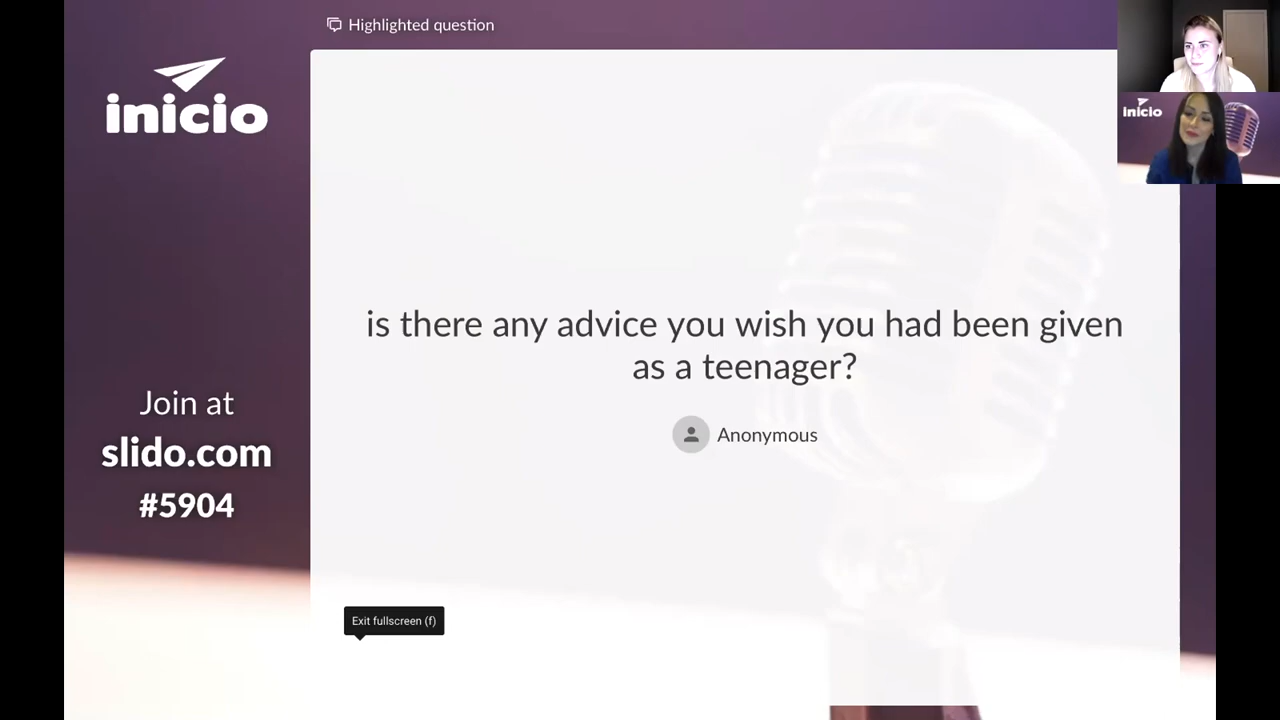 Highlighted question
inicio
is there any advice you wish you had been given
as a teenager?
Anonymous
Join at
slido.com
#5904
Exit fullscreen (f)
inicio